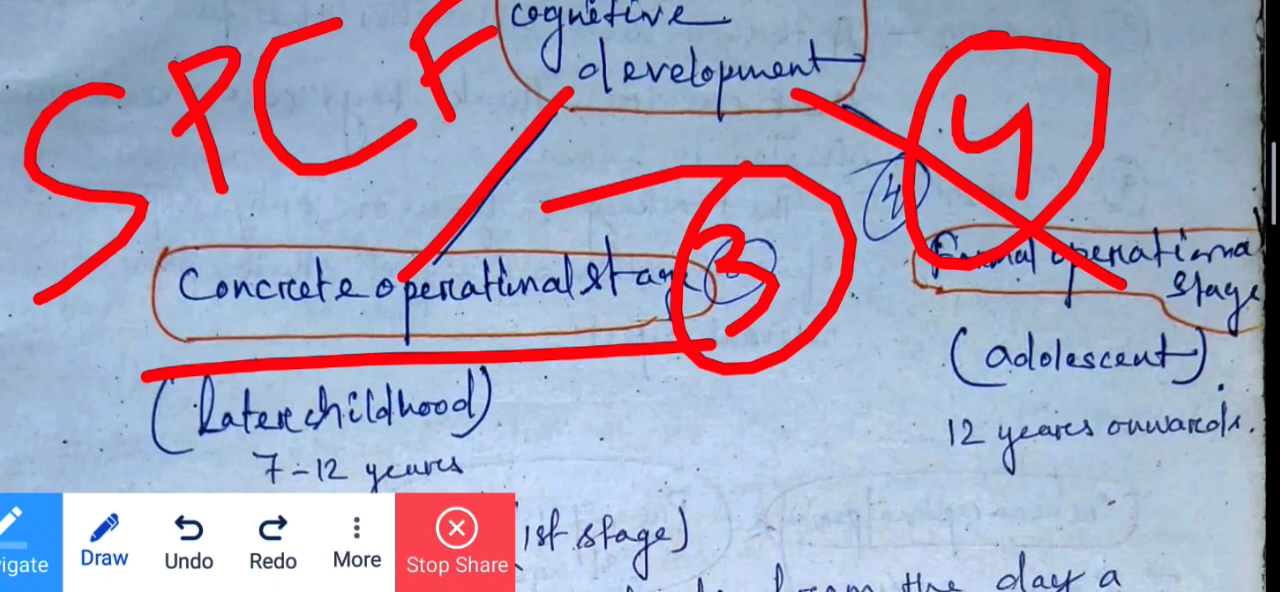 cognitive
development
SPCF
4
4
3
Concrete operational stage
Formal operational
stage
(adolescent)
(Later childhood)
12 years onwards.
7-12 years
(1st stage)
from the day a
Draw
Undo
Redo
More
Stop Share